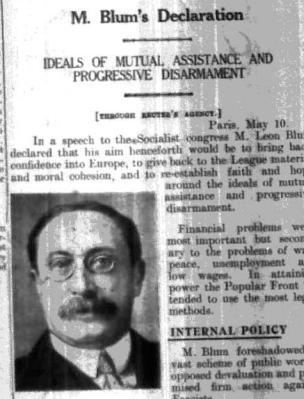 M. Blum's Declaration
IDEALS OF MUTUAL ASSISTANCE AND
PROGRESSIVE DISARMAMENT
[THROUGH REUTER'S AGENCY.]
Paris, May 10.
In a speech to the Socialist congress M. Leon Blum
declared that his aim henceforth would be to bring back
confidence into Europe, to give back to the League material
and moral cohesion, and to re-establish faith and hope
around the ideals of mutual
assistance and progressive
disarmament.
Financial problems were
most important but second-
ary to the problems of war
peace, unemployment and
low wages. In attaining
power the Popular Front
tended to use the most legal
methods.
INTERNAL POLICY
M. Blum foreshadowed
vast scheme of public works
opposed devaluation and
mised firm action against